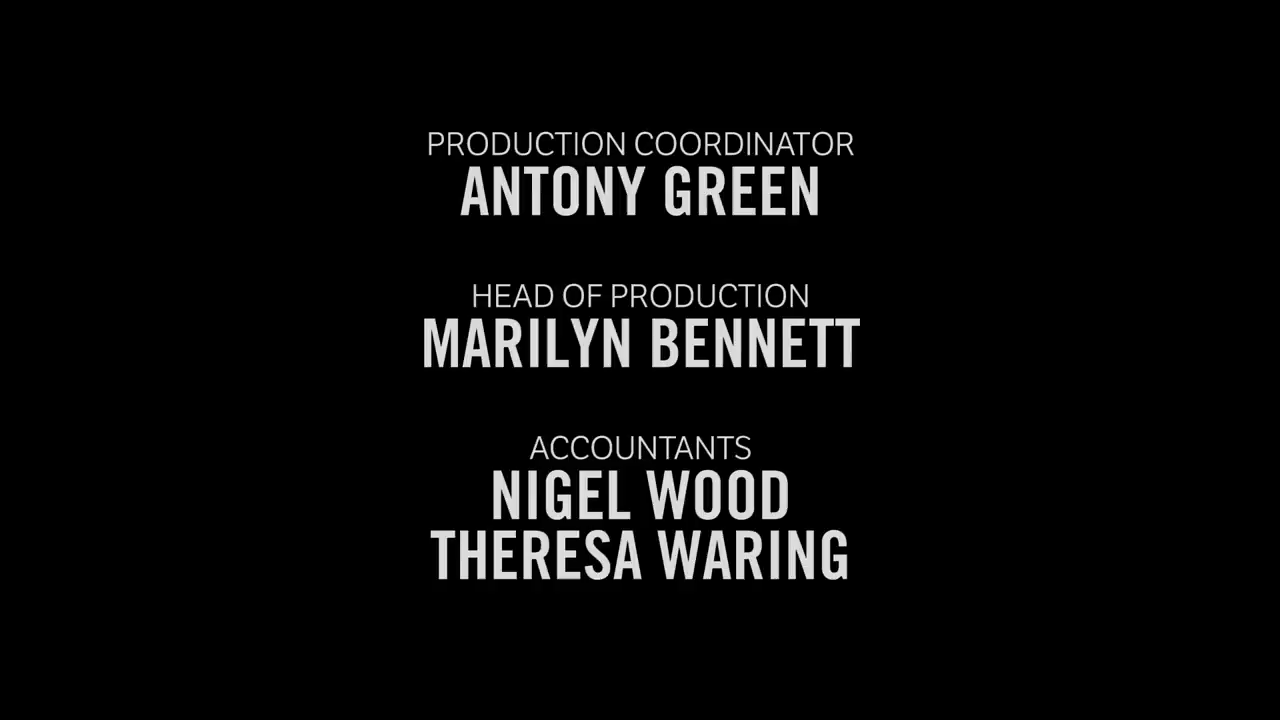 PRODUCTION COORDINATOR
ANTONY GREEN
HEAD OF PRODUCTION
MARILYN BENNETT
ACCOUNTANTS
NIGEL WOOD
THERESA WARING